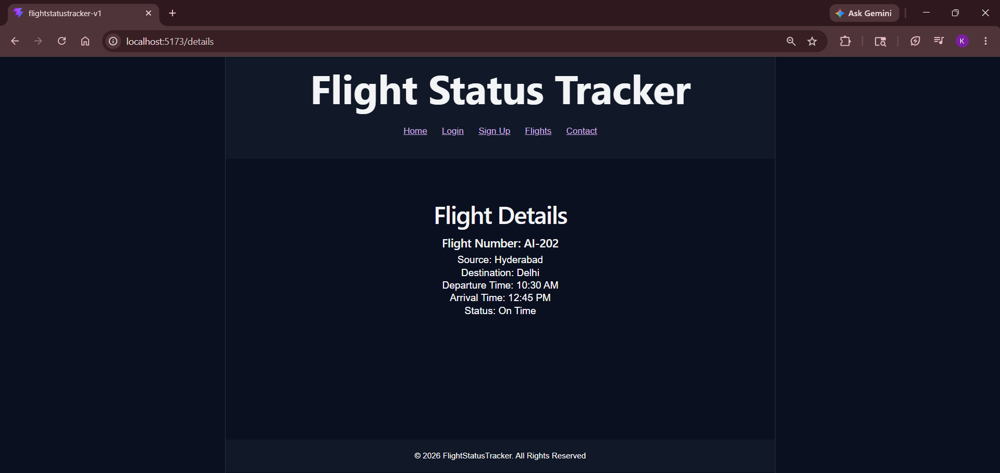 flightstatustracker-v1
Ask Gemini
localhost:5173/details
K
Flight Status Tracker
Home Login Sign Up Flights Contact
Flight Details
Flight Number: AI-202
Source: Hyderabad
Destination: Delhi
Departure Time: 10:30 AM
Arrival Time: 12:45 PM
Status: On Time
© 2026 FlightStatusTracker. All Rights Reserved